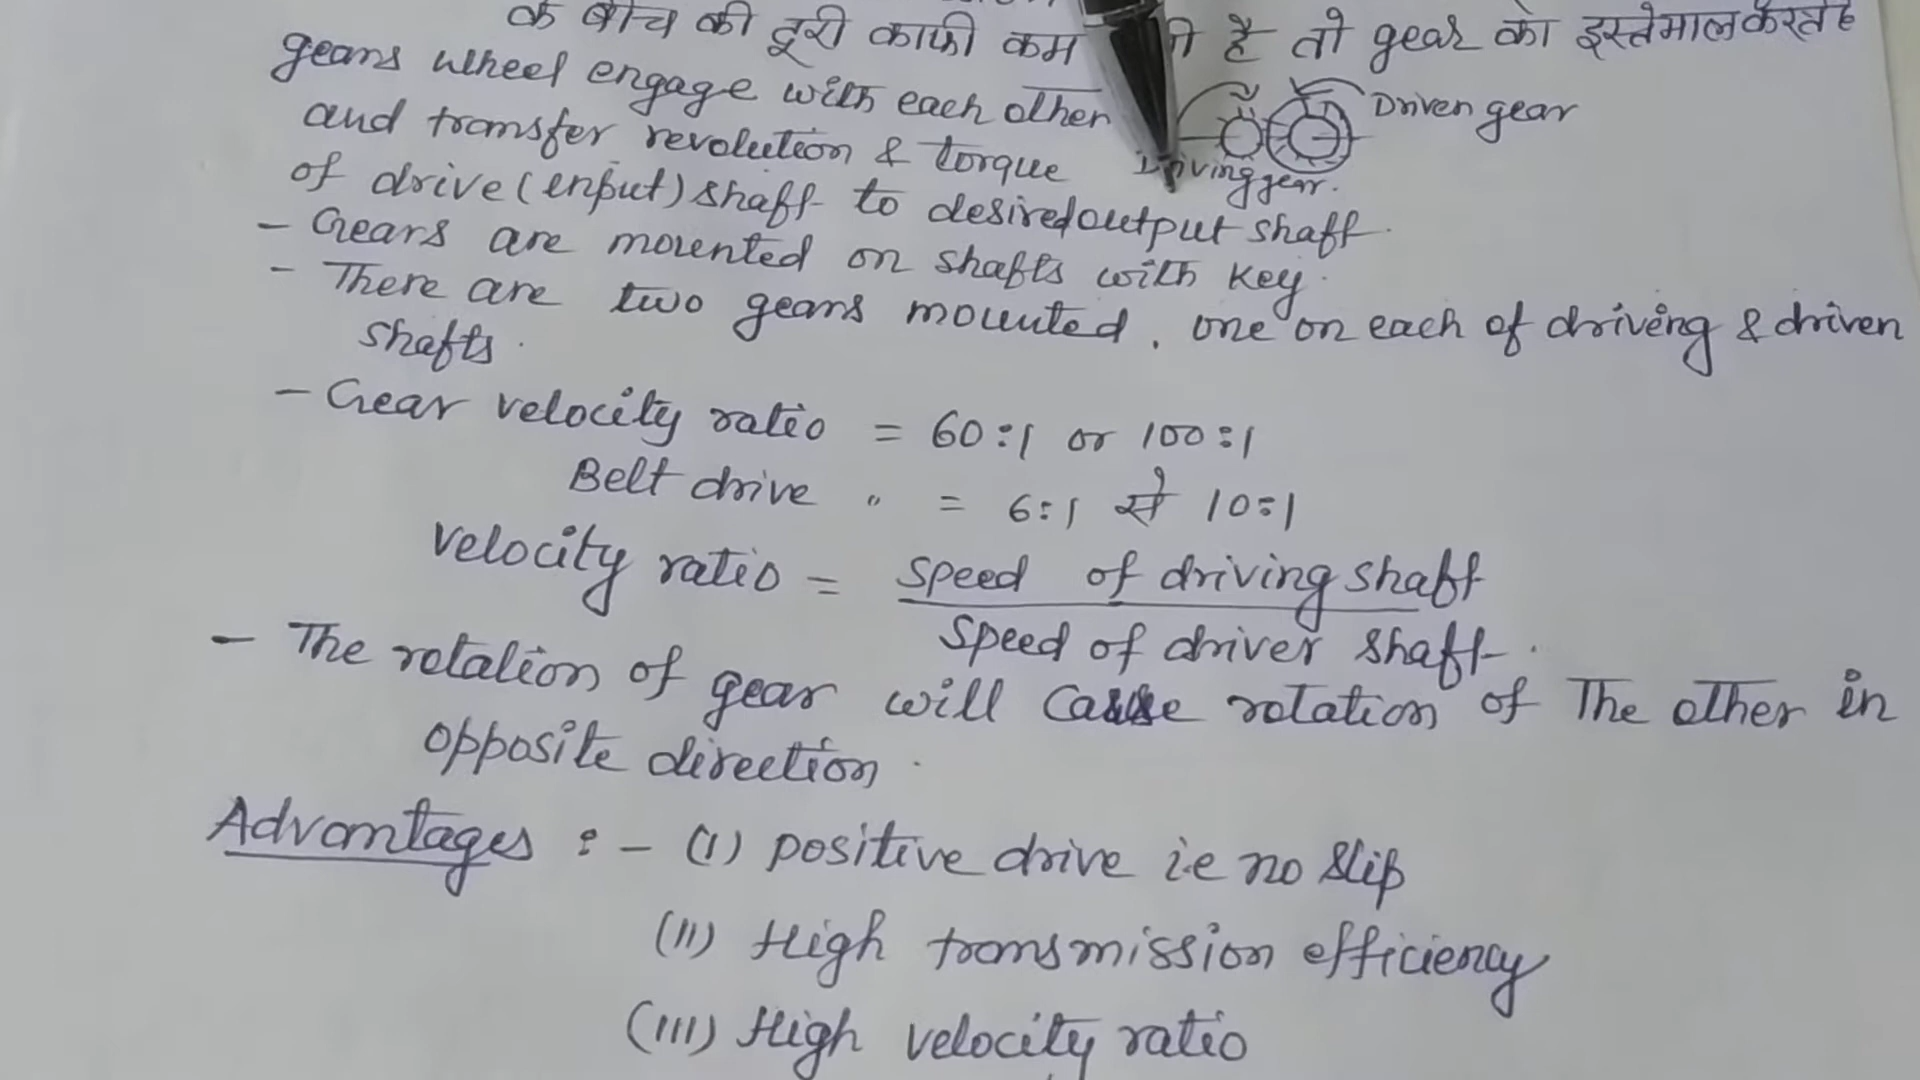 के बीच की दूरी काफी कम है तो gear का इस्तेमाल करते है
gears wheel engage with each other
Driven gear
and transfer revolution & torque
Driving gear.
of drive (input) shaft to desired output shaft.
- Gears are mounted on shafts with key.
- There are two gears mounted, one on each of driving & driven
shafts.
- Gear velocity ratio = 60:1 or 100:1
Belt drive " = 6:1 से 10:1
velocity ratio = speed of driving shaft
speed of driver shaft.
- The rotation of gear will cause rotation of The other in
opposite direction.
Advantages :- (I) positive drive i.e no slip
(II) High transmission efficiency
(III) High velocity ratio